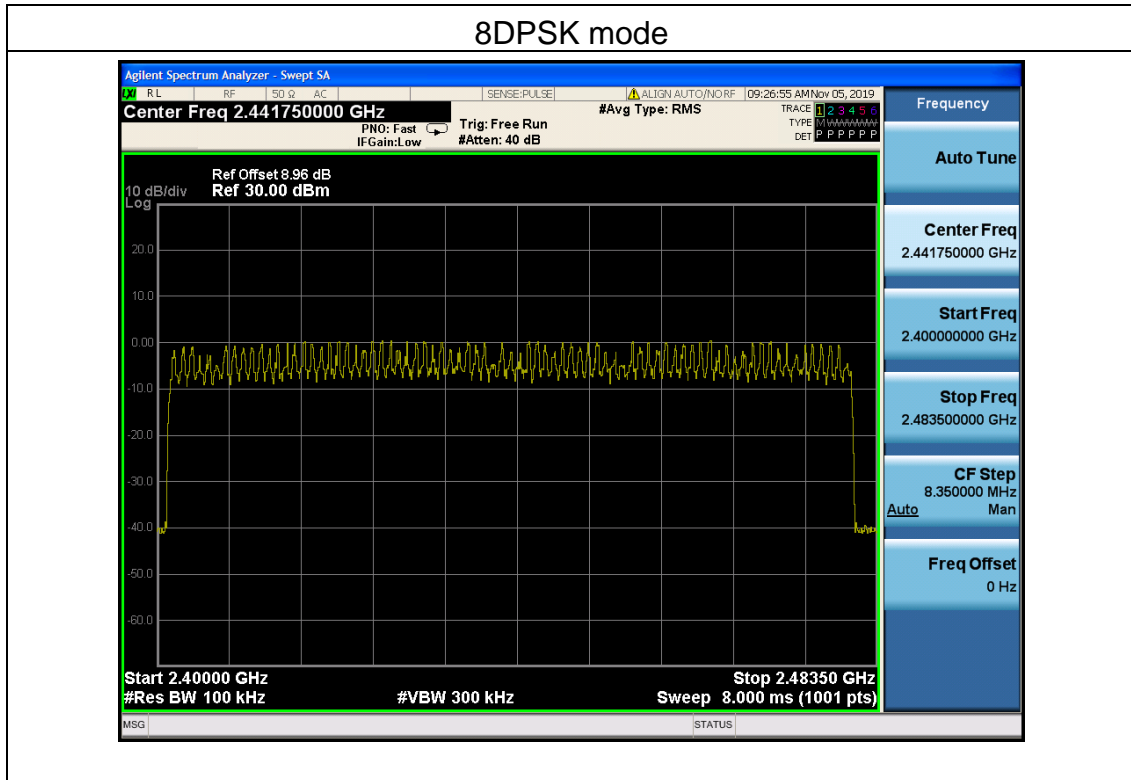 8DPSK mode
Agilent Spectrum Analyzer - Swept SA
LXI RL RF 50 Ω AC SENSE:PULSE ALIGN AUTO/NO RF 09:26:55 AM Nov 05, 2019
Center Freq 2.441750000 GHz
PNO: Fast
IFGain:Low
Trig: Free Run
#Atten: 40 dB
#Avg Type: RMS
TRACE 1 2 3 4 5 6
TYPE M
DET P P P P P P
Ref Offset 8.96 dB
10 dB/div Ref 30.00 dBm
Log
20.0
10.0
0.00
-10.0
-20.0
-30.0
-40.0
-50.0
-60.0
Start 2.40000 GHz Stop 2.48350 GHz
#Res BW 100 kHz #VBW 300 kHz Sweep 8.000 ms (1001 pts)
MSG STATUS
Frequency
Auto Tune
Center Freq
2.441750000 GHz
Start Freq
2.400000000 GHz
Stop Freq
2.483500000 GHz
CF Step
8.350000 MHz
Auto Man
Freq Offset
0 Hz